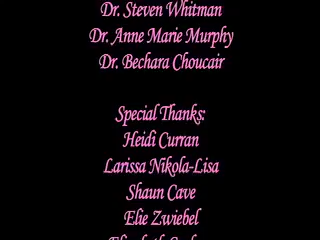 Dr. Steven Whitman
Dr. Anne Marie Murphy
Dr. Bechara Choucair
Special Thanks:
Heidi Curran
Larissa Nikola-Lisa
Shaun Cave
Elie Zwiebel